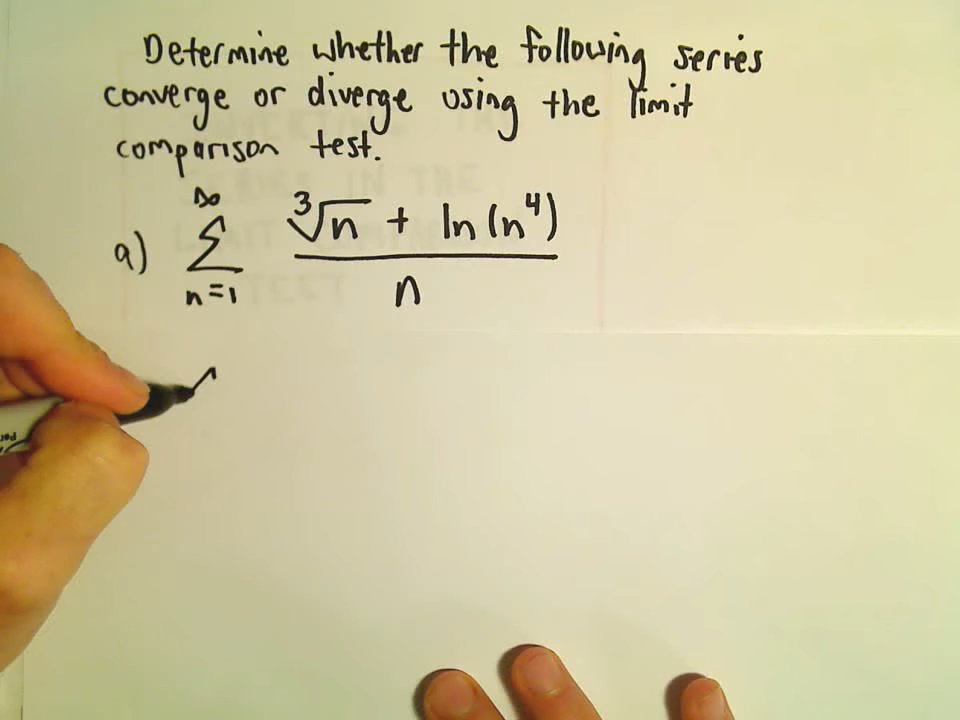 Determine whether the following series
converge or diverge using the limit
comparison test.
a) ∞ Σ n=1 ∛n + ln(n⁴) / n